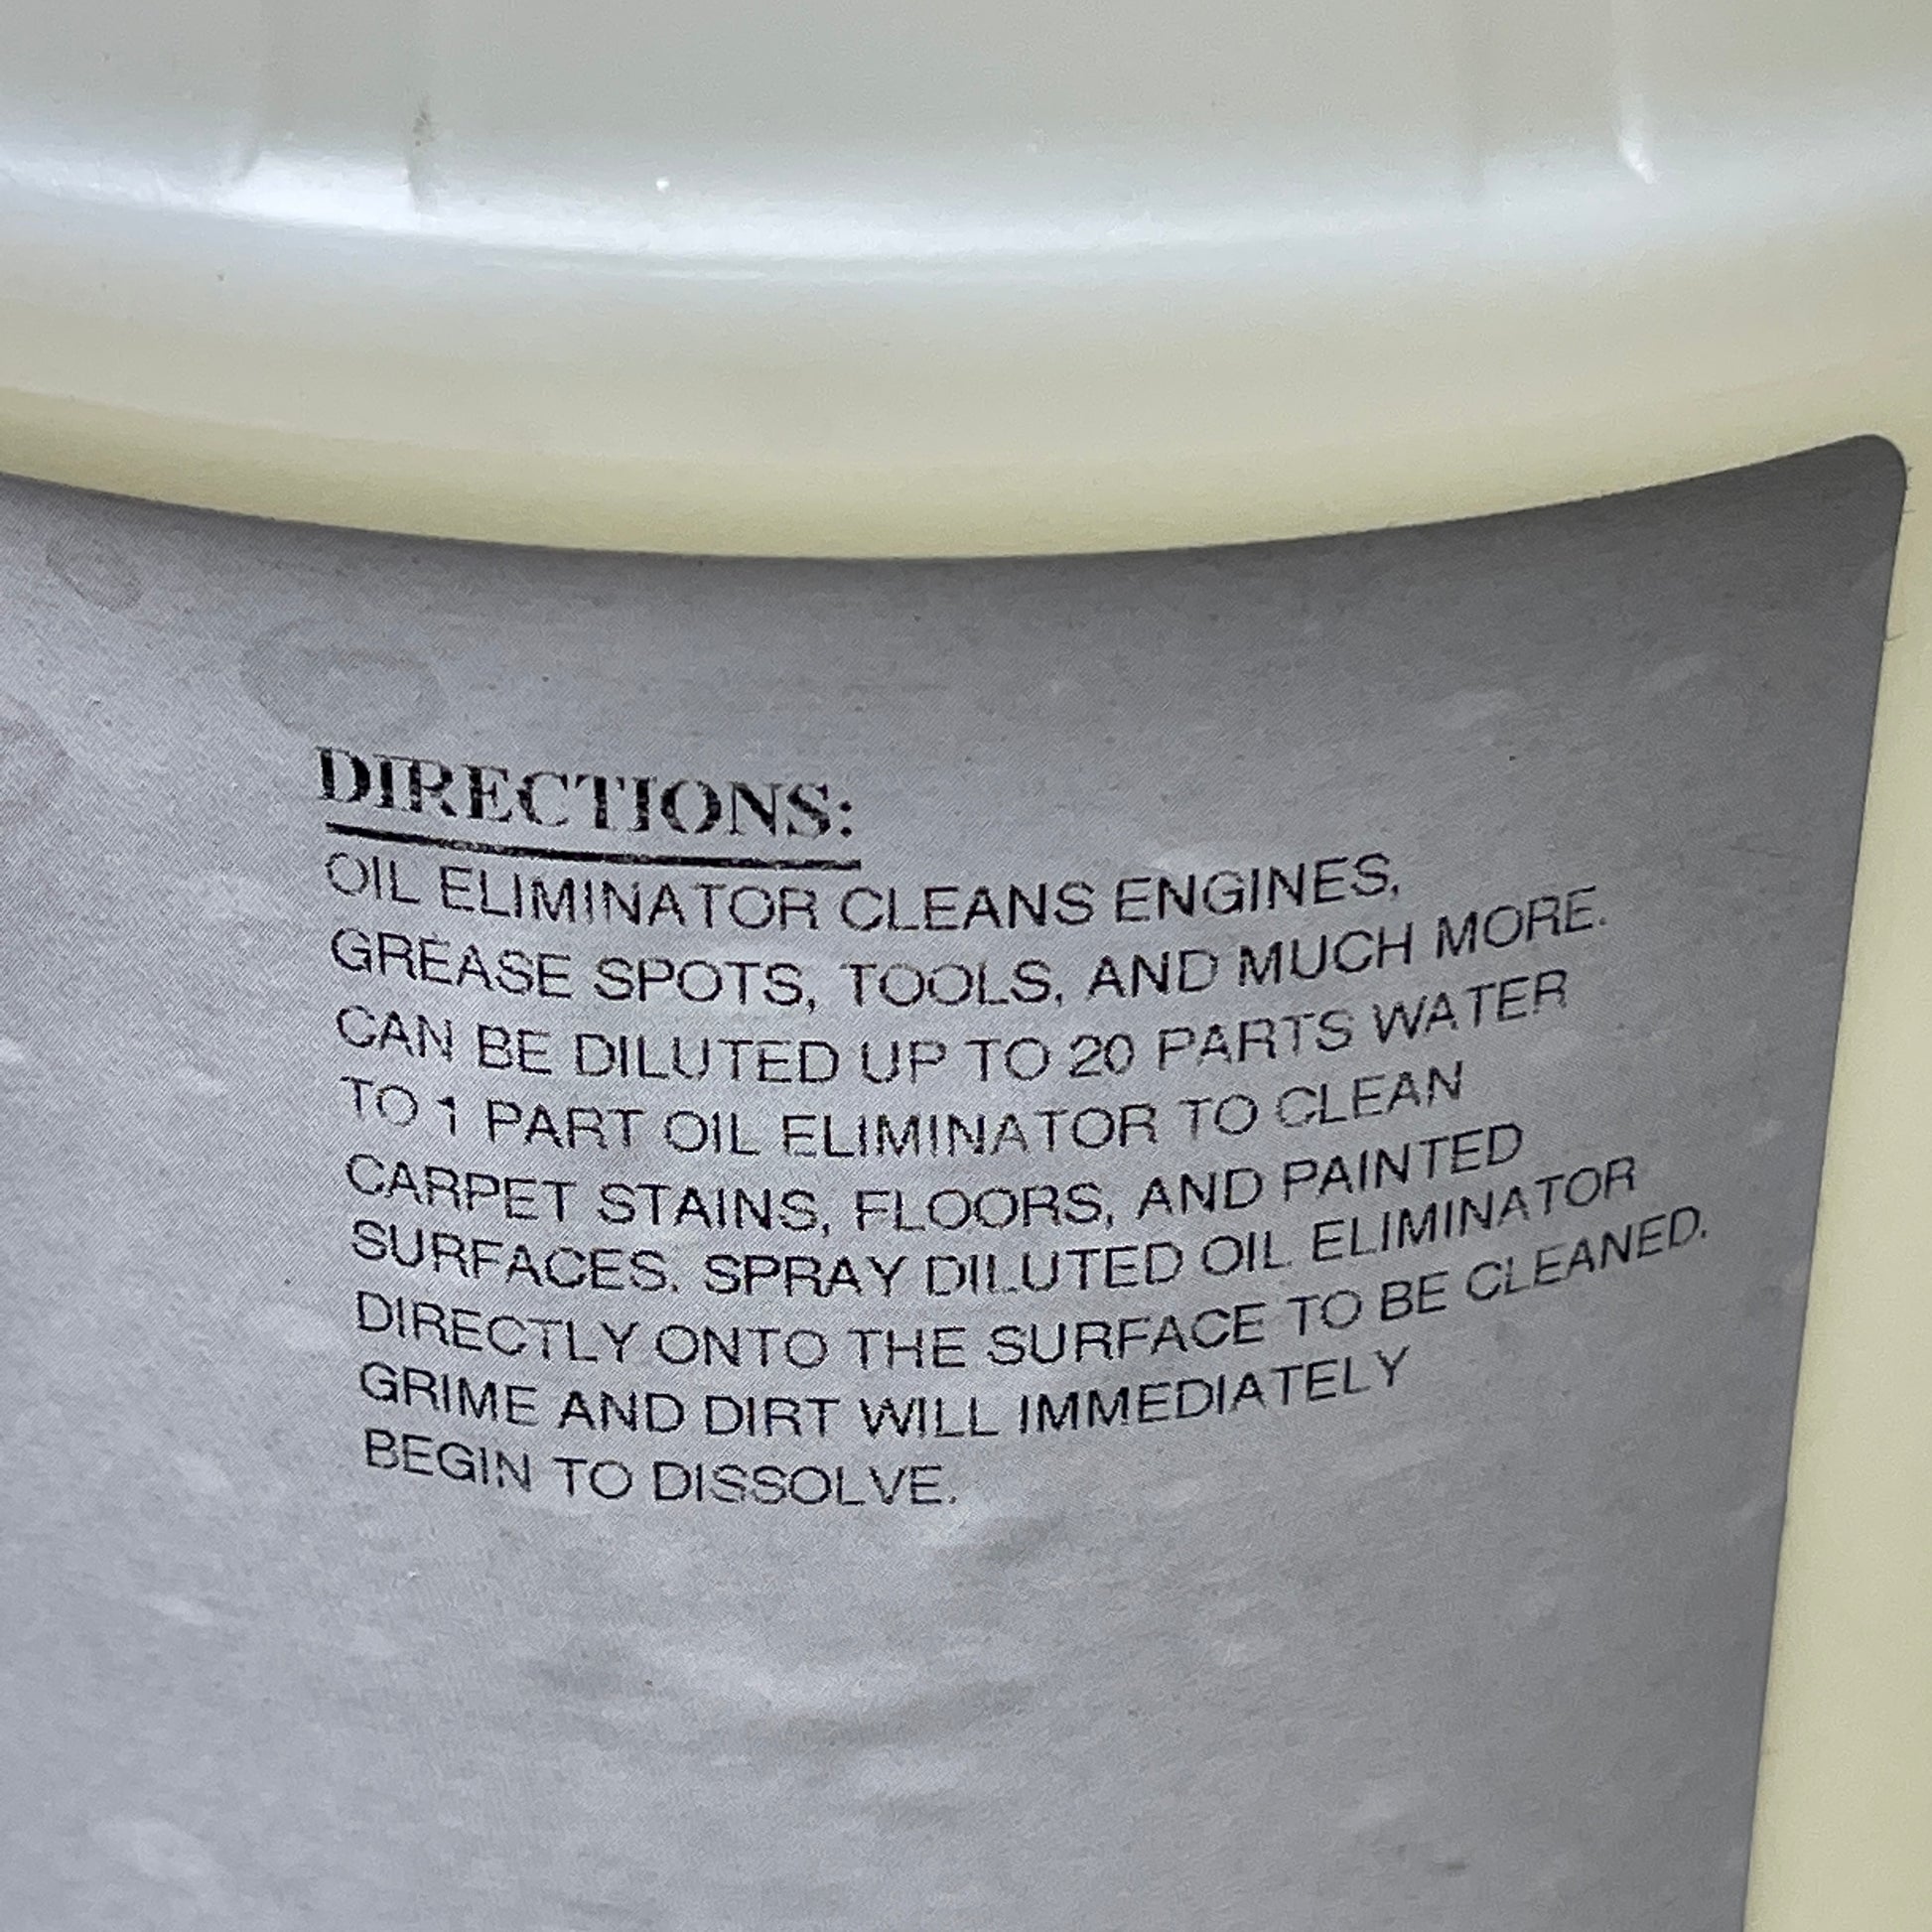 DIRECTIONS:
OIL ELIMINATOR CLEANS ENGINES,
GREASE SPOTS, TOOLS, AND MUCH MORE.
CAN BE DILUTED UP TO 20 PARTS WATER
TO 1 PART OIL ELIMINATOR TO CLEAN
CARPET STAINS, FLOORS, AND PAINTED
SURFACES. SPRAY DILUTED OIL ELIMINATOR
DIRECTLY ONTO THE SURFACE TO BE CLEANED.
GRIME AND DIRT WILL IMMEDIATELY
BEGIN TO DISSOLVE.